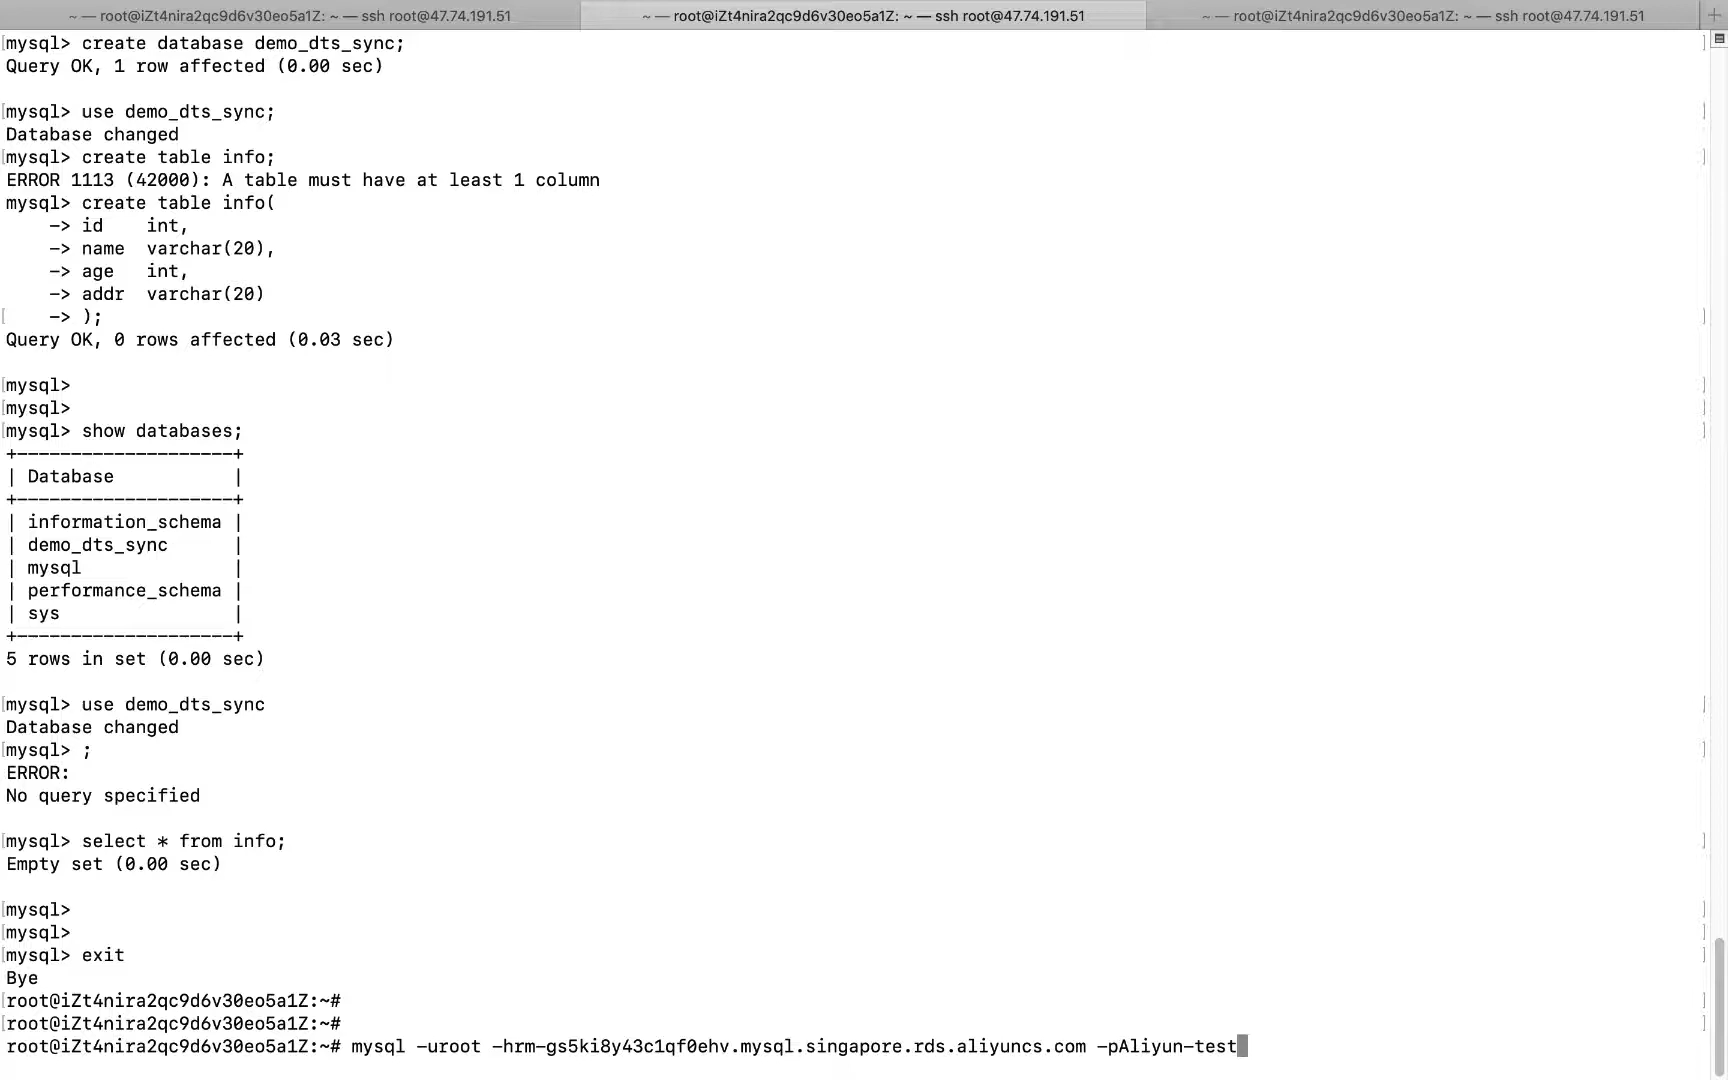 ~ — root@iZt4nira2qc9d6v30eo5a1Z: ~ — ssh root@47.74.191.51
~ — root@iZt4nira2qc9d6v30eo5a1Z: ~ — ssh root@47.74.191.51
~ — root@iZt4nira2qc9d6v30eo5a1Z: ~ — ssh root@47.74.191.51
mysql> create database demo_dts_sync;
Query OK, 1 row affected (0.00 sec)
mysql> use demo_dts_sync;
Database changed
mysql> create table info;
ERROR 1113 (42000): A table must have at least 1 column
mysql> create table info(
    -> id    int,
    -> name  varchar(20),
    -> age   int,
    -> addr  varchar(20)
    -> );
Query OK, 0 rows affected (0.03 sec)
mysql>
mysql>
mysql> show databases;
+--------------------+
| Database           |
+--------------------+
| information_schema |
| demo_dts_sync      |
| mysql              |
| performance_schema |
| sys                |
+--------------------+
5 rows in set (0.00 sec)
mysql> use demo_dts_sync
Database changed
mysql> ;
ERROR:
No query specified
mysql> select * from info;
Empty set (0.00 sec)
mysql>
mysql>
mysql> exit
Bye
root@iZt4nira2qc9d6v30eo5a1Z:~#
root@iZt4nira2qc9d6v30eo5a1Z:~#
root@iZt4nira2qc9d6v30eo5a1Z:~# mysql -uroot -hrm-gs5ki8y43c1qf0ehv.mysql.singapore.rds.aliyuncs.com -pAliyun-test